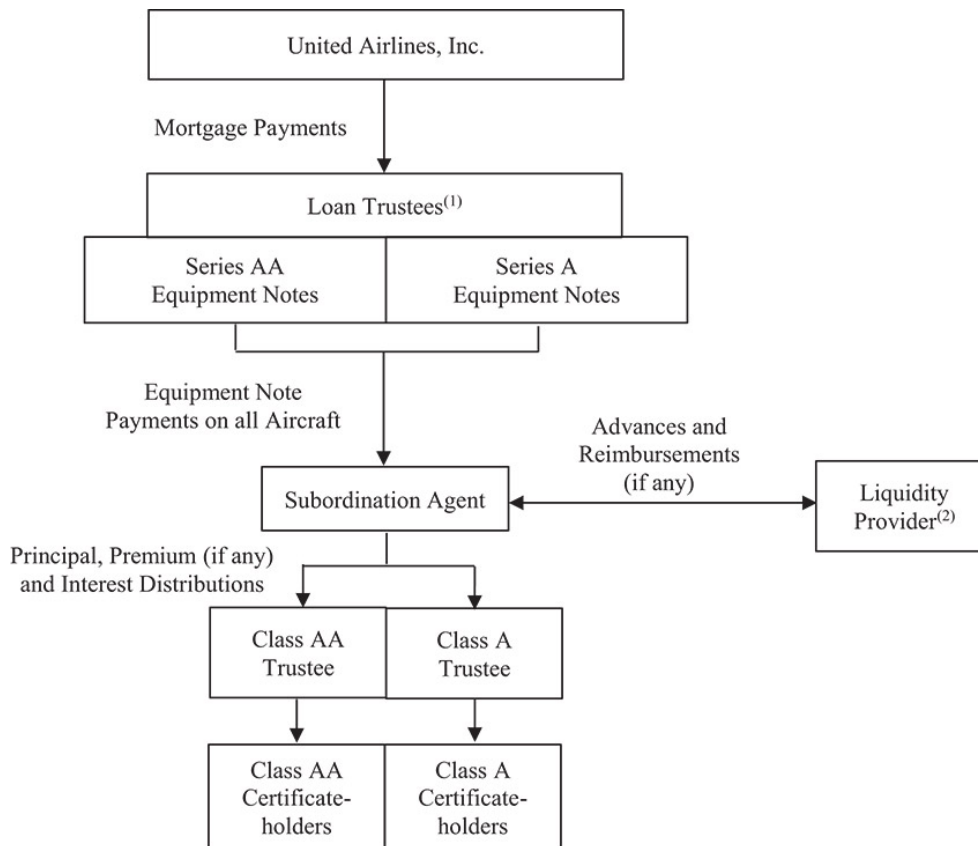 United Airlines, Inc.
Mortgage Payments
Loan Trustees(1)
Series AA
Equipment Notes
Series A
Equipment Notes
Equipment Note
Payments on all Aircraft
Advances and
Reimbursements
(if any)
Subordination Agent
Liquidity
Provider(2)
Principal, Premium (if any)
and Interest Distributions
Class AA
Trustee
Class A
Trustee
Class AA
Certificate-
holders
Class A
Certificate-
holders